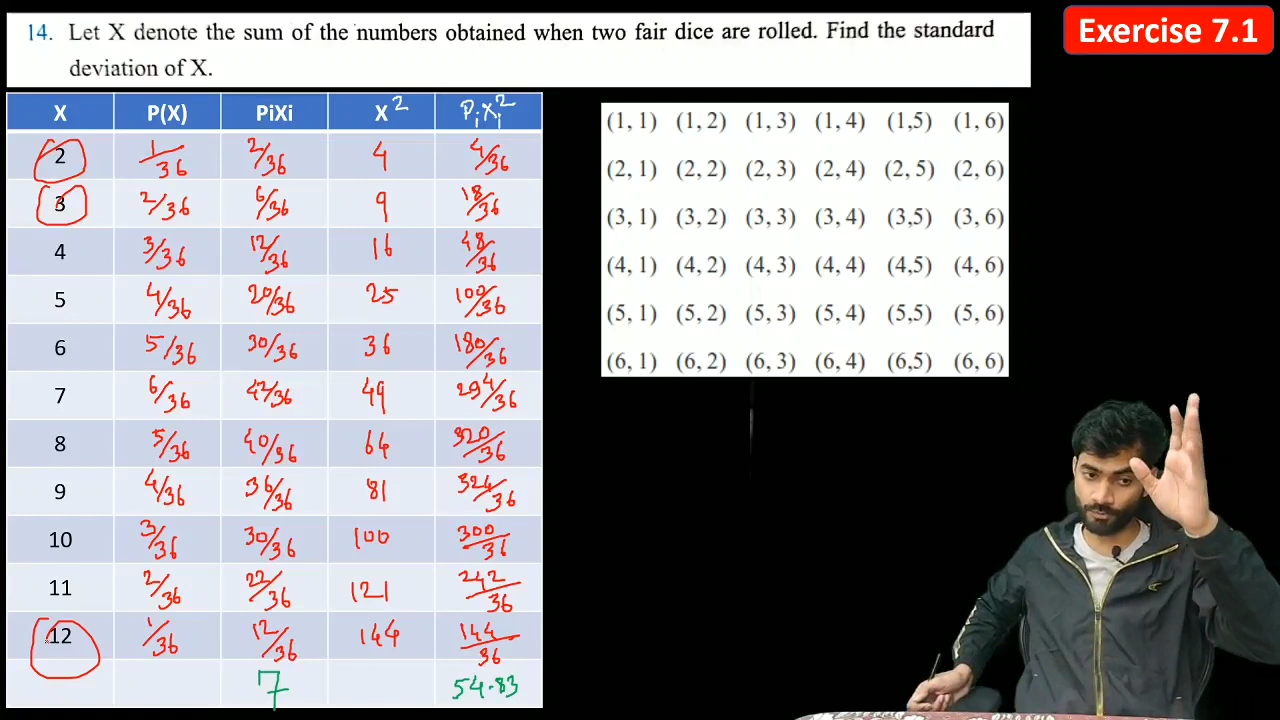 14. Let X denote the sum of the numbers obtained when two fair dice are rolled. Find the standard
deviation of X.
Exercise 7.1
X P(X) PiXi X² PᵢXᵢ²
2 1/36 2/36 4 4/36
3 2/36 6/36 9 18/36
4 3/36 12/36 16 48/36
5 4/36 20/36 25 100/36
6 5/36 30/36 36 180/36
7 6/36 42/36 49 294/36
8 5/36 40/36 64 320/36
9 4/36 36/36 81 324/36
10 3/36 30/36 100 300/36
11 2/36 22/36 121 242/36
12 1/36 12/36 144 144/36
7 54.83
(1, 1) (1, 2) (1, 3) (1, 4) (1,5) (1, 6)
(2, 1) (2, 2) (2, 3) (2, 4) (2, 5) (2, 6)
(3, 1) (3, 2) (3, 3) (3, 4) (3,5) (3, 6)
(4, 1) (4, 2) (4, 3) (4, 4) (4,5) (4, 6)
(5, 1) (5, 2) (5, 3) (5, 4) (5,5) (5, 6)
(6, 1) (6, 2) (6, 3) (6, 4) (6,5) (6, 6)